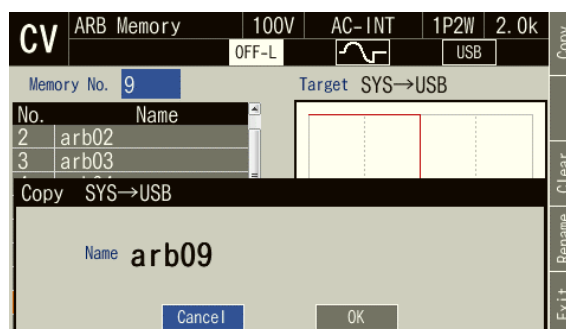 CV ARB Memory 100V AC-INT 1P2W 2.0k
OFF-L USB
Memory No. 9 Target SYS→USB
No. Name
2 arb02
3 arb03
Copy SYS→USB
Name arb09
Cancel OK
Copy
Clear
Rename
Exit